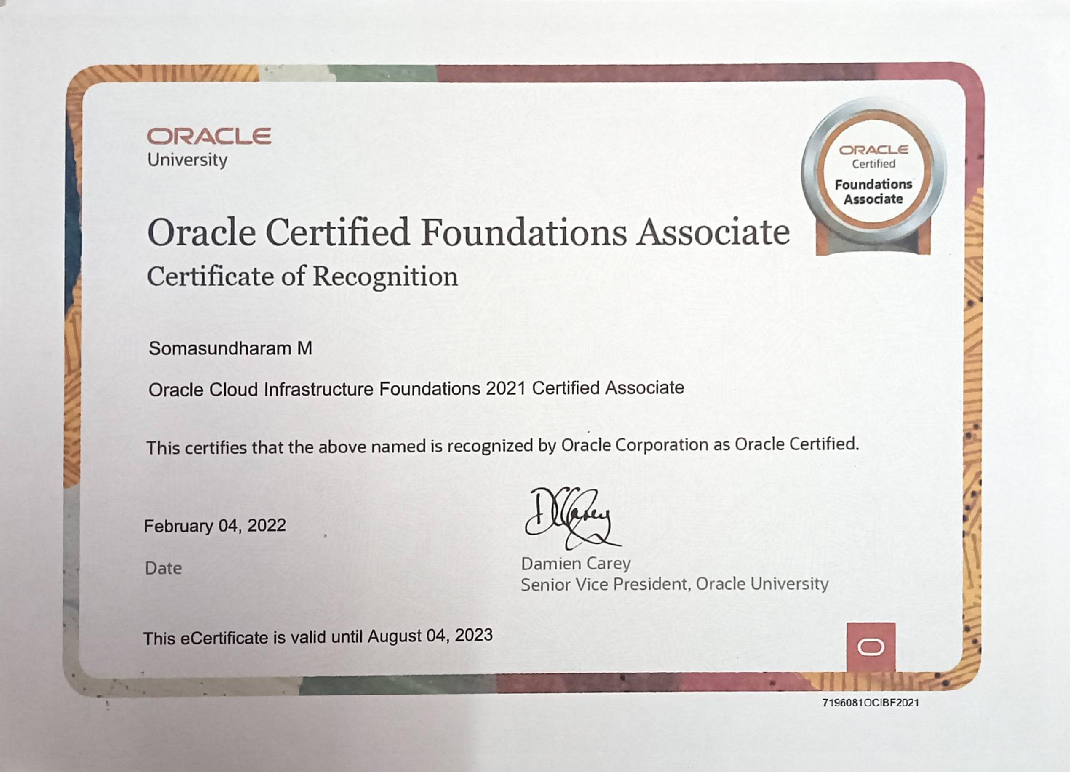 ORACLE
University
ORACLE
Certified
Foundations
Associate
Oracle Certified Foundations Associate
Certificate of Recognition
Somasundharam M
Oracle Cloud Infrastructure Foundations 2021 Certified Associate
This certifies that the above named is recognized by Oracle Corporation as Oracle Certified.
February 04, 2022
Date
DCarey
Damien Carey
Senior Vice President, Oracle University
This eCertificate is valid until August 04, 2023
7196081OCIBF2021